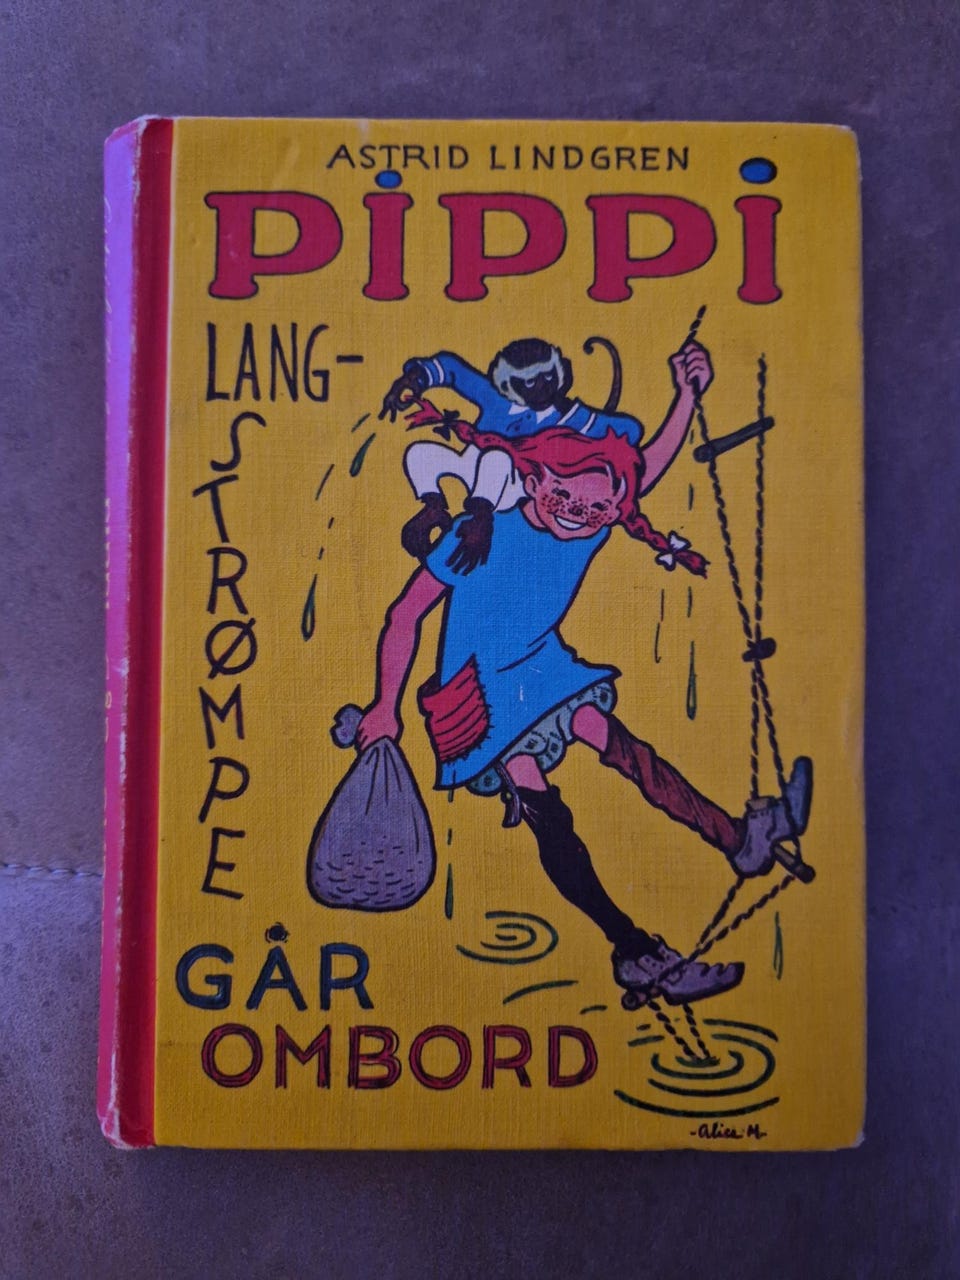 ASTRID LINDGREN
PiPPi
LANG-
STRØMPE
GÅR
OMBORD
-Alice M-